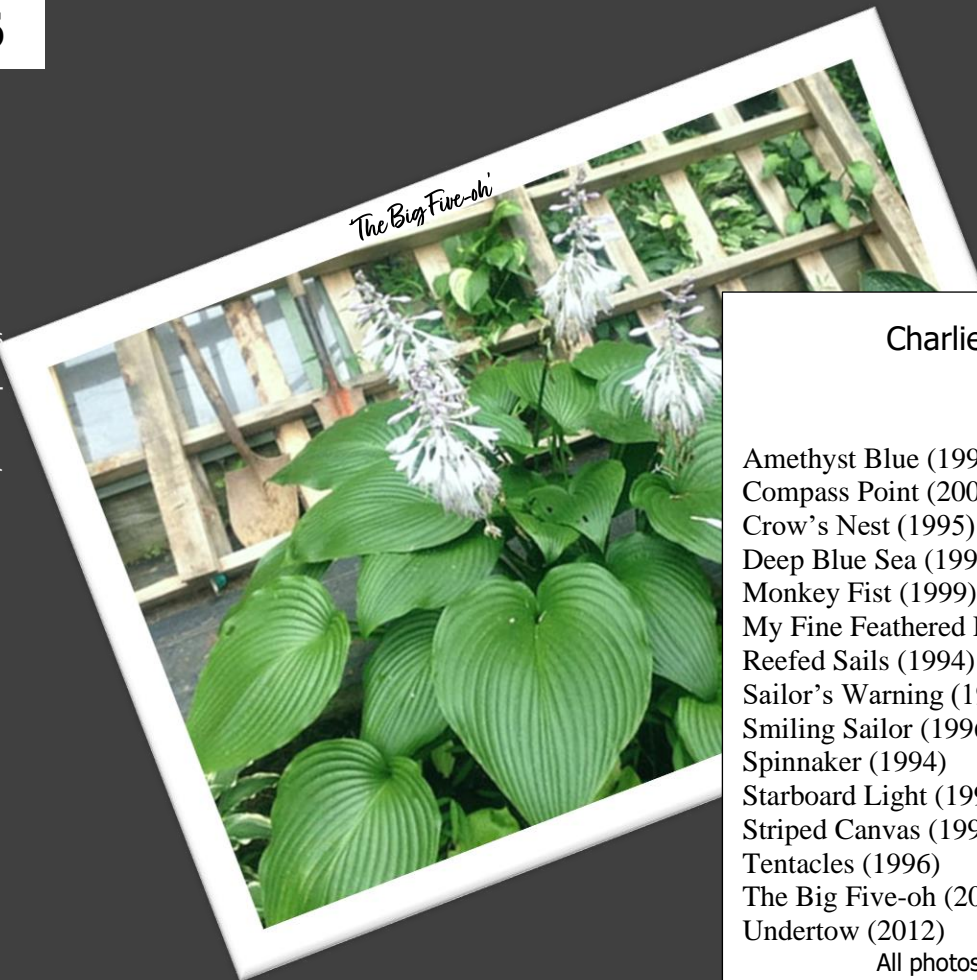 'The Big Five-oh'
Charlie
Amethyst Blue (199
Compass Point (200
Crow's Nest (1995)
Deep Blue Sea (199
Monkey Fist (1999)
My Fine Feathered
Reefed Sails (1994)
Sailor's Warning (19
Smiling Sailor (1996
Spinnaker (1994)
Starboard Light (199
Striped Canvas (199
Tentacles (1996)
The Big Five-oh (20
Undertow (2012)
All photos